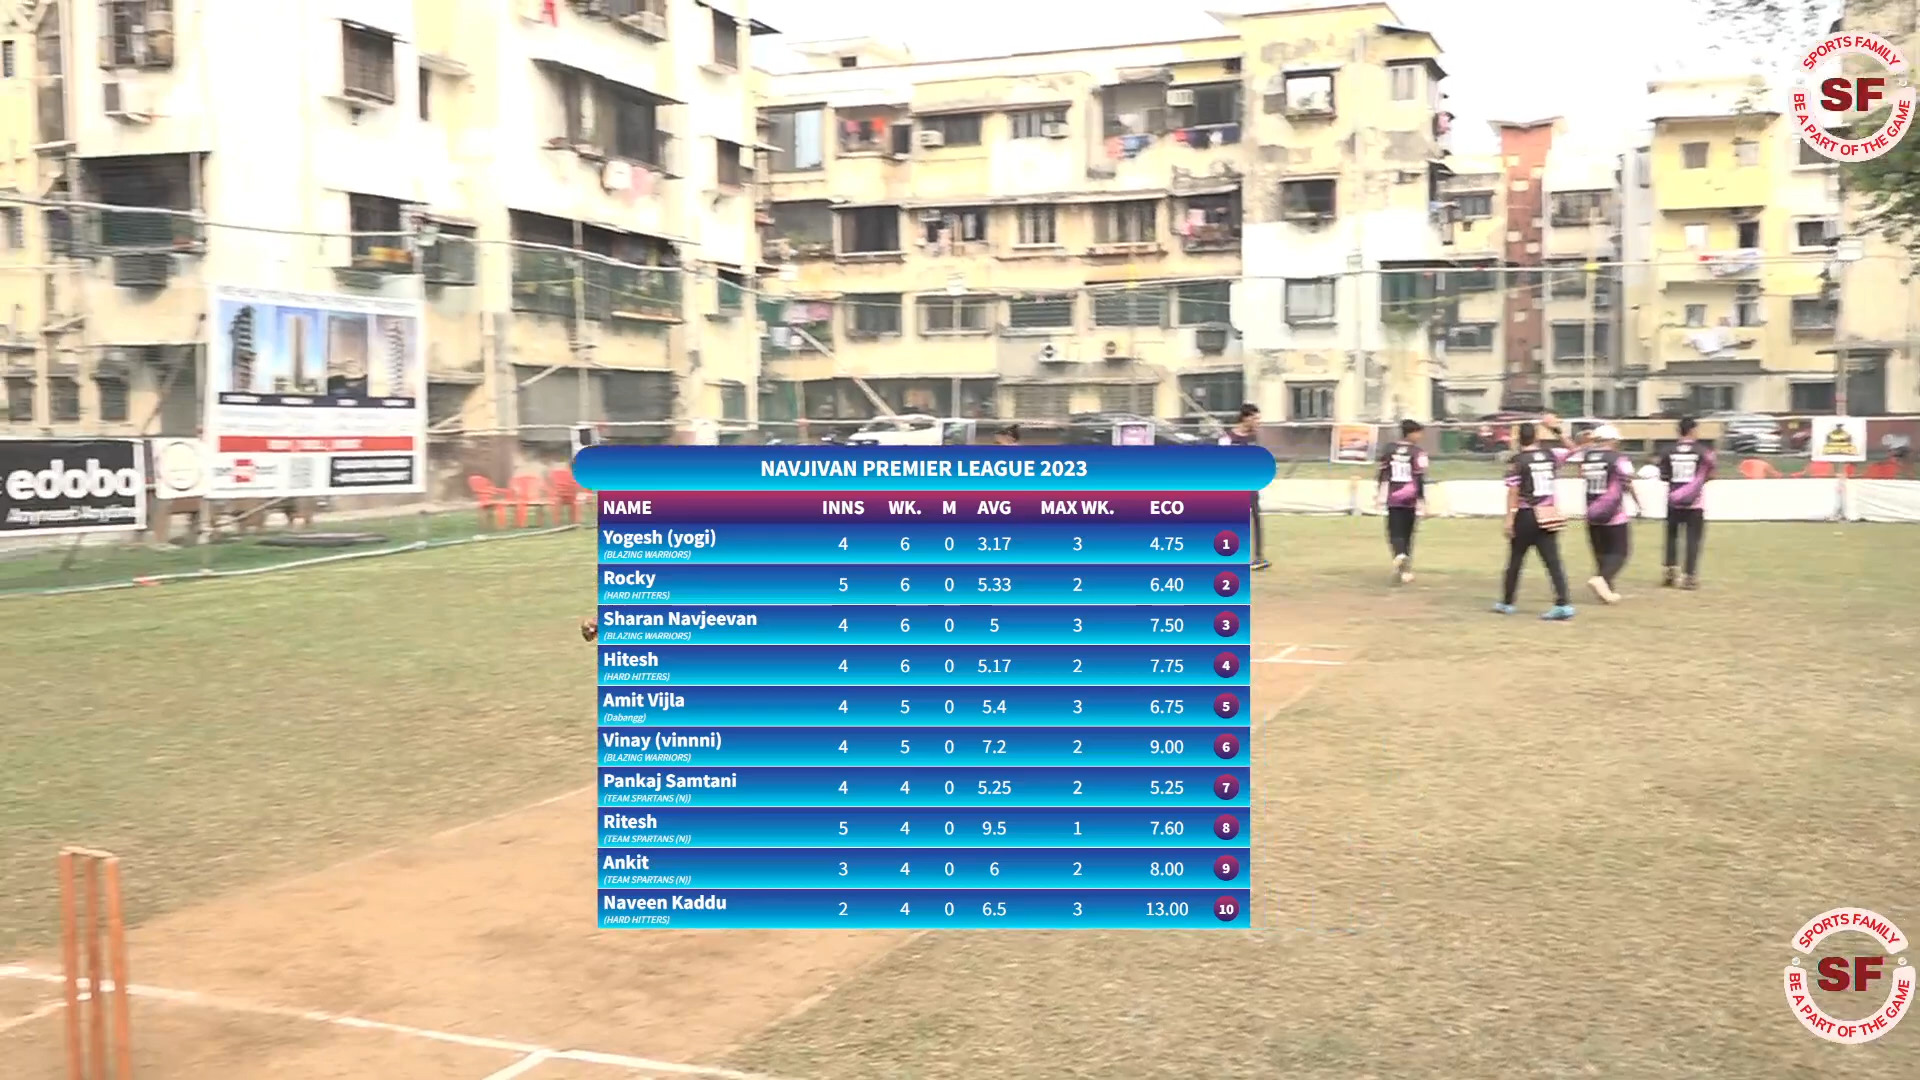 SPORTS FAMILY
SF
BE A PART OF THE GAME
edobo
NAVJIVAN PREMIER LEAGUE 2023
NAME INNS WK. M AVG MAX WK. ECO
Yogesh (yogi) 4 6 0 3.17 3 4.75 1
(BLAZING WARRIORS)
Rocky 5 6 0 5.33 2 6.40 2
(HARD HITTERS)
Sharan Navjeevan 4 6 0 5 3 7.50 3
(BLAZING WARRIORS)
Hitesh 4 6 0 5.17 2 7.75 4
(HARD HITTERS)
Amit Vijla 4 5 0 5.4 3 6.75 5
(Dabangg)
Vinay (vinnni) 4 5 0 7.2 2 9.00 6
(BLAZING WARRIORS)
Pankaj Samtani 4 4 0 5.25 2 5.25 7
(TEAM SPARTANS (N))
Ritesh 5 4 0 9.5 1 7.60 8
(TEAM SPARTANS (N))
Ankit 3 4 0 6 2 8.00 9
(TEAM SPARTANS (N))
Naveen Kaddu 2 4 0 6.5 3 13.00 10
(HARD HITTERS)
SPORTS FAMILY
SF
BE A PART OF THE GAME